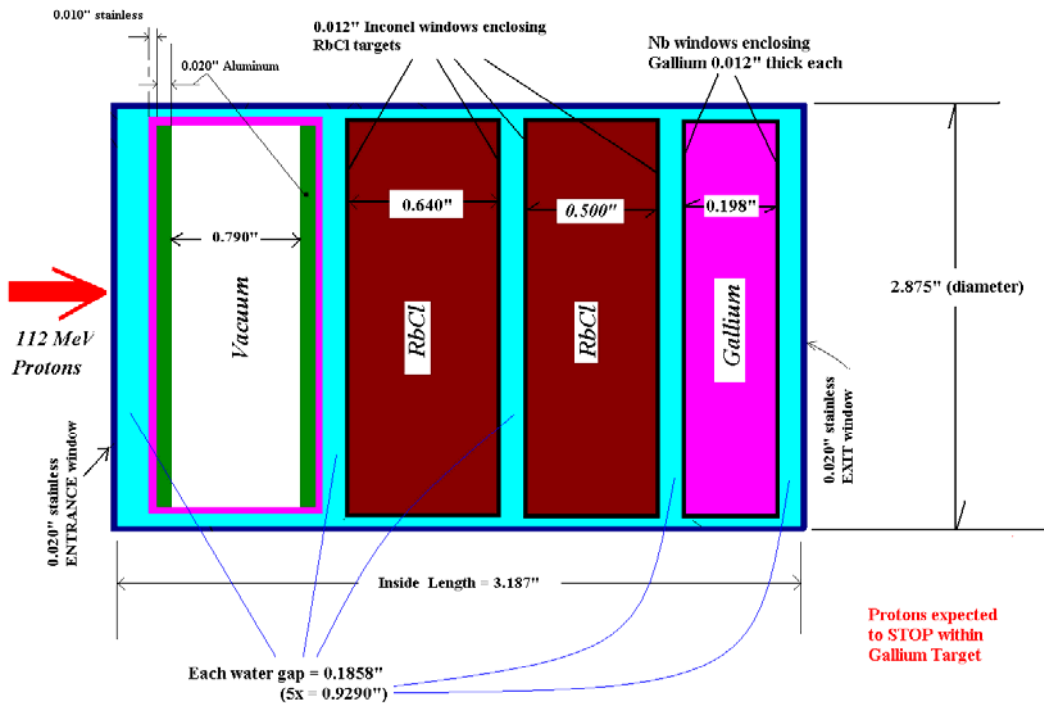 0.010" stainless
0.012" Inconel windows enclosing
RbCl targets
Nb windows enclosing
Gallium 0.012" thick each
0.020" Aluminum
0.640"
0.500"
0.198"
0.790"
2.875" (diameter)
Vacuum
RbCl
RbCl
Gallium
112 MeV
Protons
0.020" stainless
ENTRANCE window
0.020" stainless
EXIT window
Inside Length = 3.187"
Protons expected
to STOP within
Gallium Target
Each water gap = 0.1858"
(5x = 0.9290")